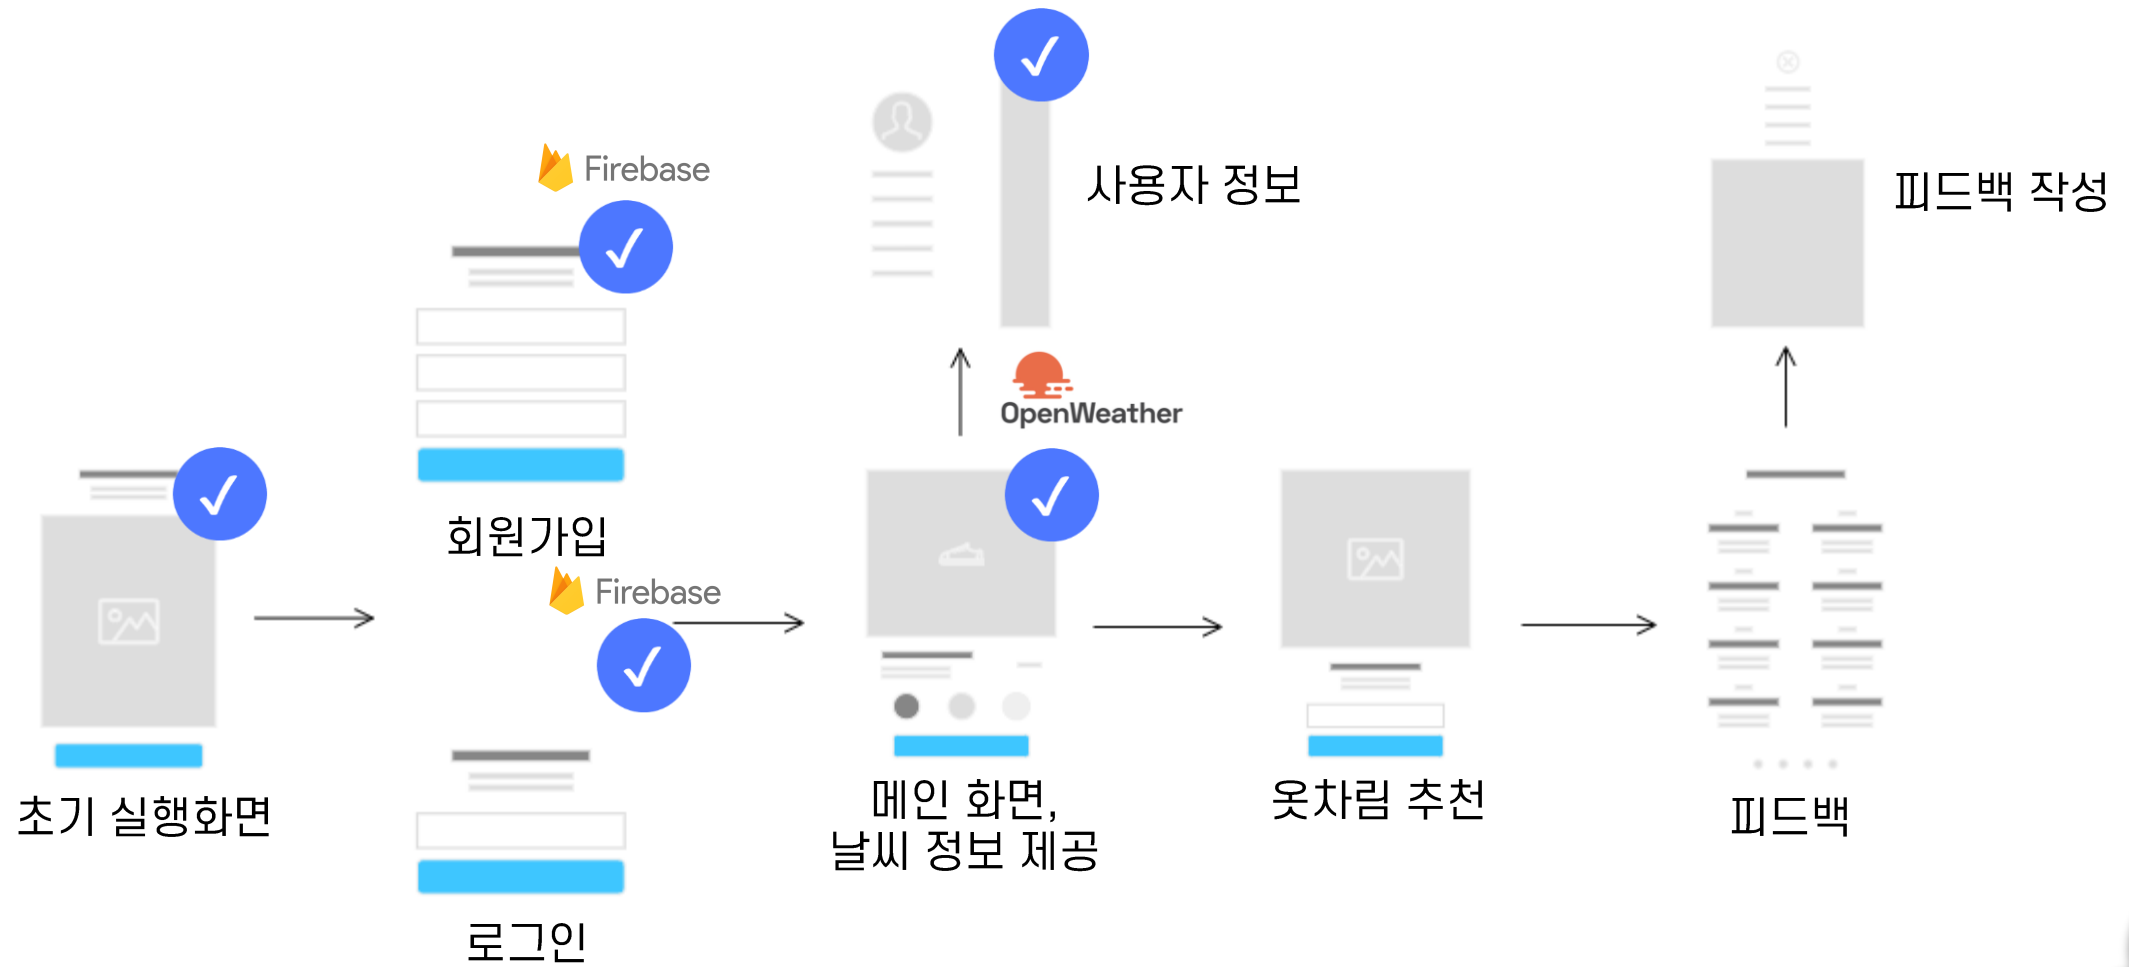 Firebase
사용자 정보
피드백 작성
OpenWeather
회원가입
Firebase
초기 실행화면
메인 화면,
날씨 정보 제공
옷차림 추천
피드백
로그인